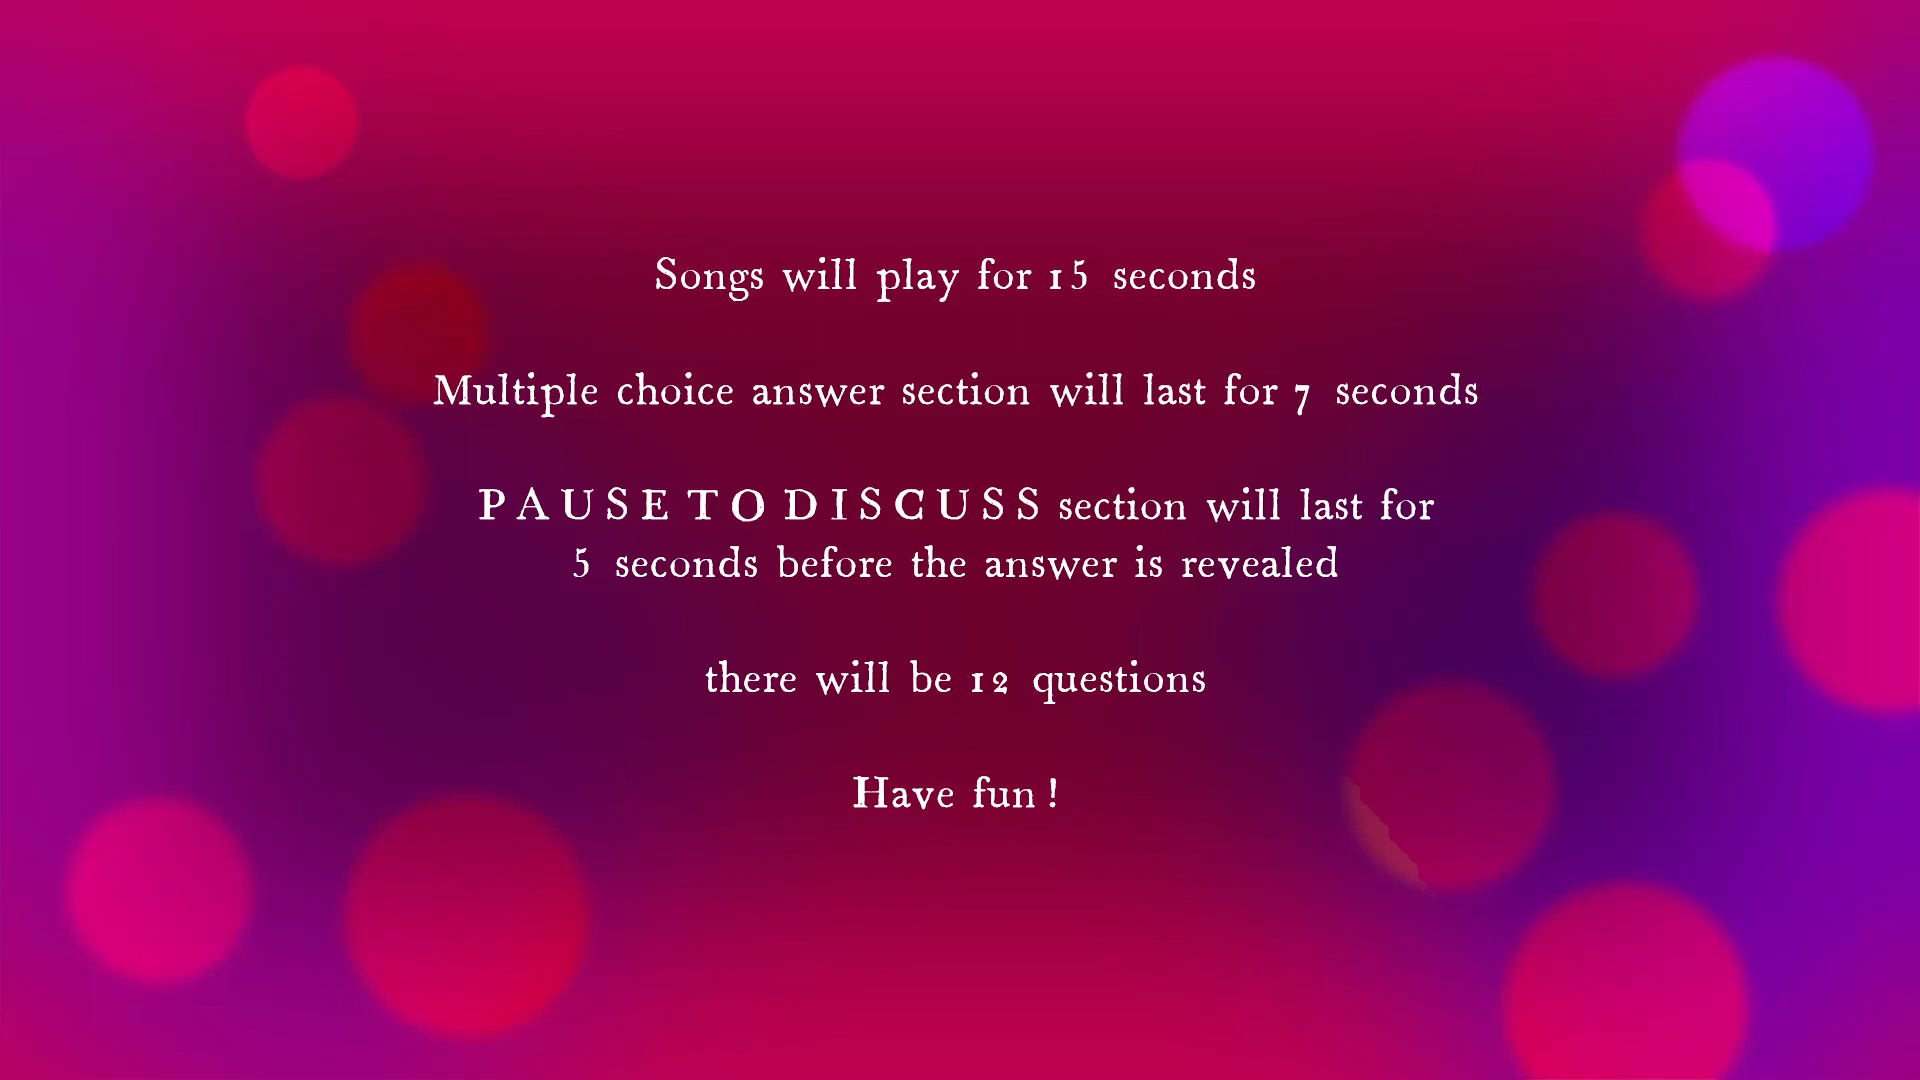 Songs will play for 15 seconds
Multiple choice answer section will last for 7 seconds
PAUSE TO DISCUSS section will last for
5 seconds before the answer is revealed
there will be 12 questions
Have fun!